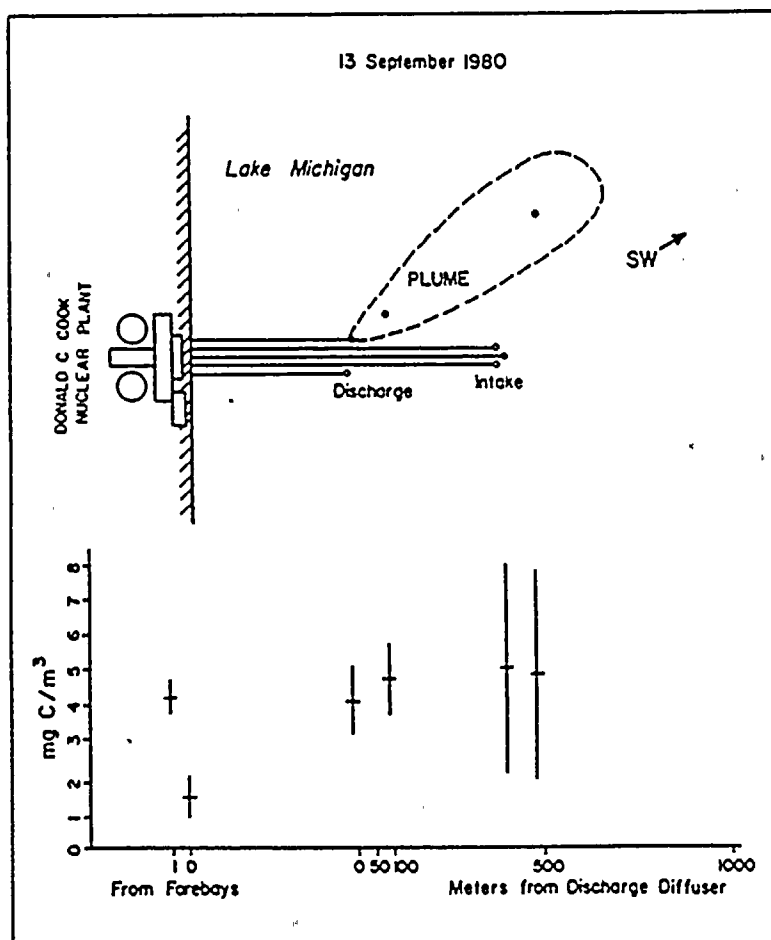 13 September 1980
Lake Michigan
SW
PLUME
DONALD C COOK
NUCLEAR PLANT
Discharge
Intake
mg C/m³
8
7
6
5
4
3
2
1
0
I O
0 50 100
500
1000
From Forebays
Meters from Discharge Diffuser